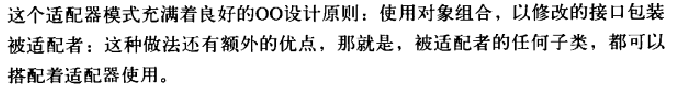 这个适配器模式充满着良好的OO设计原则：使用对象组合，以修改的接口包装
被适配者：这种做法还有额外的优点，那就是，被适配者的任何子类，都可以
搭配着适配器使用。